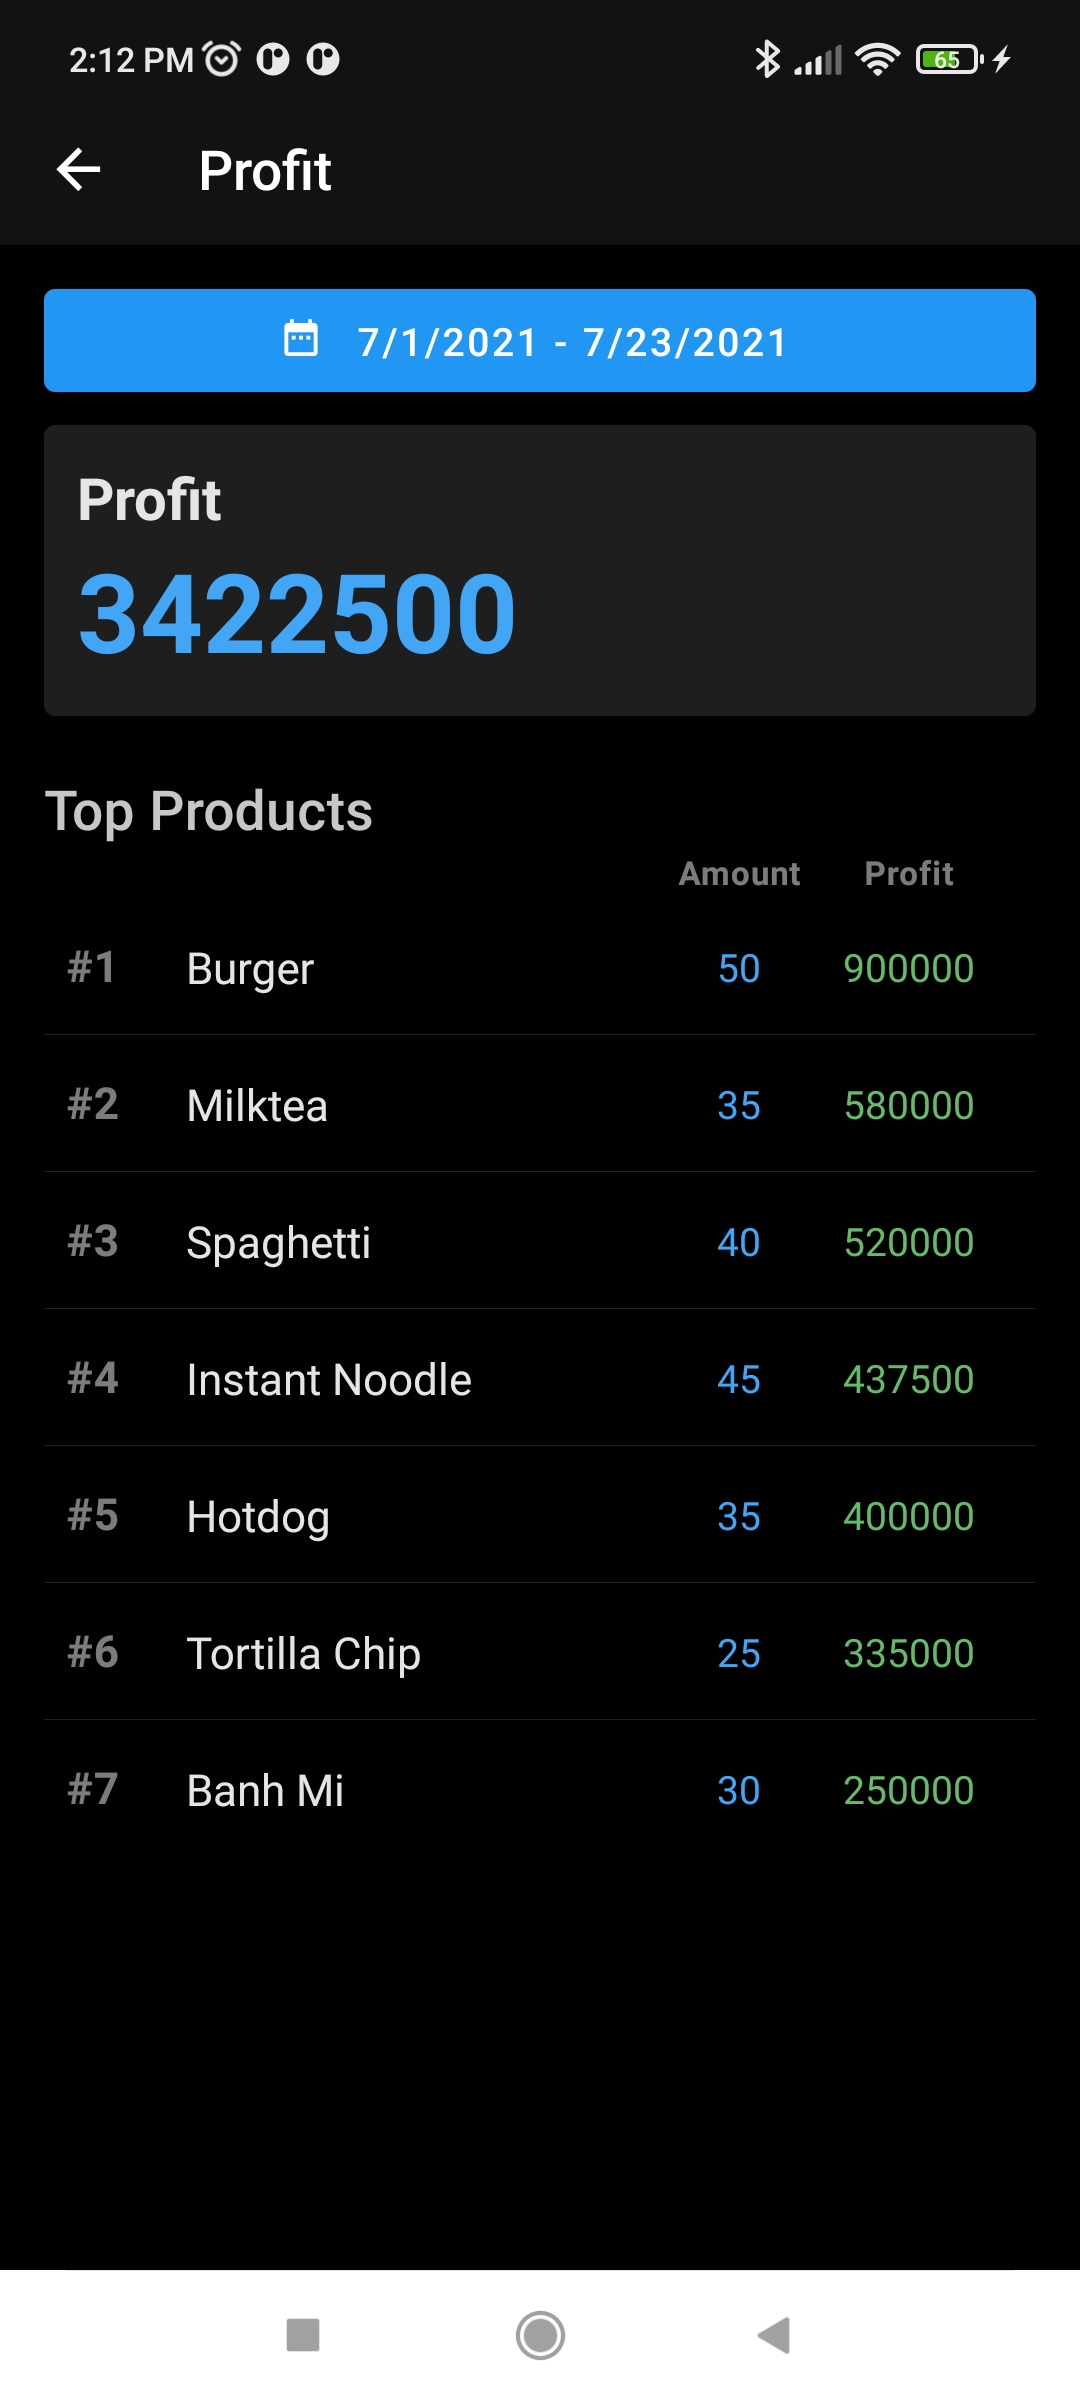 2:12 PM
65
Profit
7/1/2021 - 7/23/2021
Profit
3422500
Top Products
Amount Profit
#1 Burger 50 900000
#2 Milktea 35 580000
#3 Spaghetti 40 520000
#4 Instant Noodle 45 437500
#5 Hotdog 35 400000
#6 Tortilla Chip 25 335000
#7 Banh Mi 30 250000